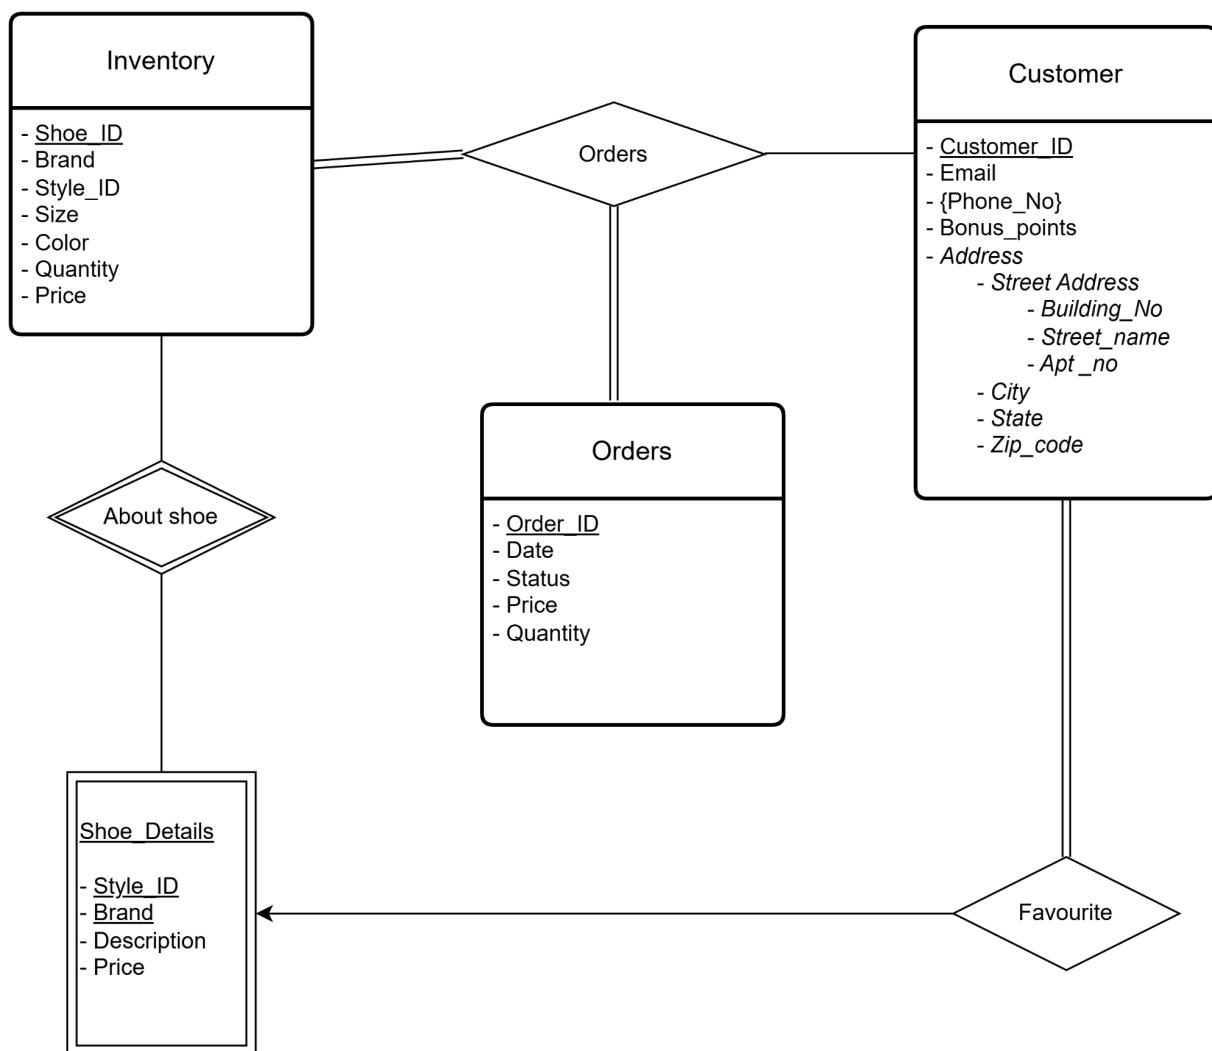 Inventory
- Shoe_ID
- Brand
- Style_ID
- Size
- Color
- Quantity
- Price
Orders
Customer
- Customer_ID
- Email
- {Phone_No}
- Bonus_points
- Address
- Street Address
- Building_No
- Street_name
- Apt _no
- City
- State
- Zip_code
Orders
- Order_ID
- Date
- Status
- Price
- Quantity
About shoe
Shoe_Details
- Style_ID
- Brand
- Description
- Price
Favourite